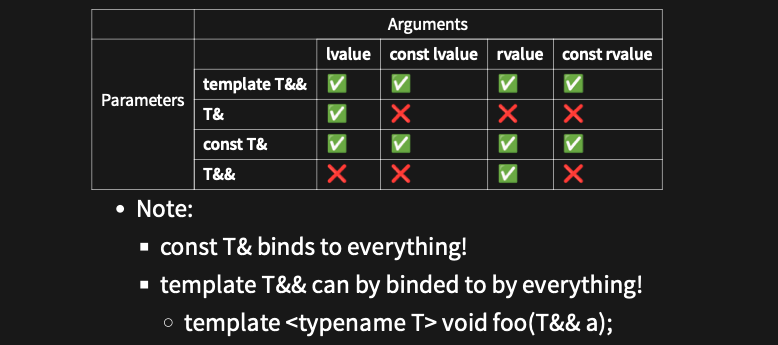 Arguments
Parameters
lvalue const lvalue rvalue const rvalue
template T&& ✅ ✅ ✅ ✅
T& ✅ ❌ ❌ ❌
const T& ✅ ✅ ✅ ✅
T&& ❌ ❌ ✅ ❌
• Note:
▪ const T& binds to everything!
▪ template T&& can by binded to by everything!
○ template <typename T> void foo(T&& a);